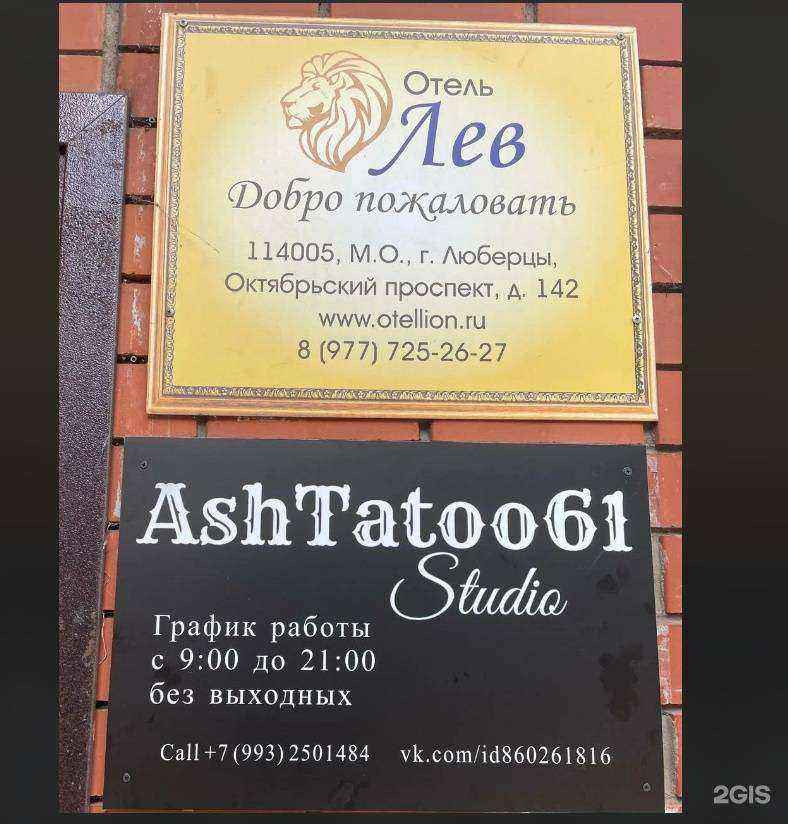 Отель
Лев
Добро пожаловать
114005, М.О., г. Люберцы,
Октябрьский проспект, д. 142
www.otellion.ru
8 (977) 725-26-27
AshTatoo61
Studio
График работы
с 9:00 до 21:00
без выходных
Call +7 (993) 2501484 vk.com/id860261816
2GIS